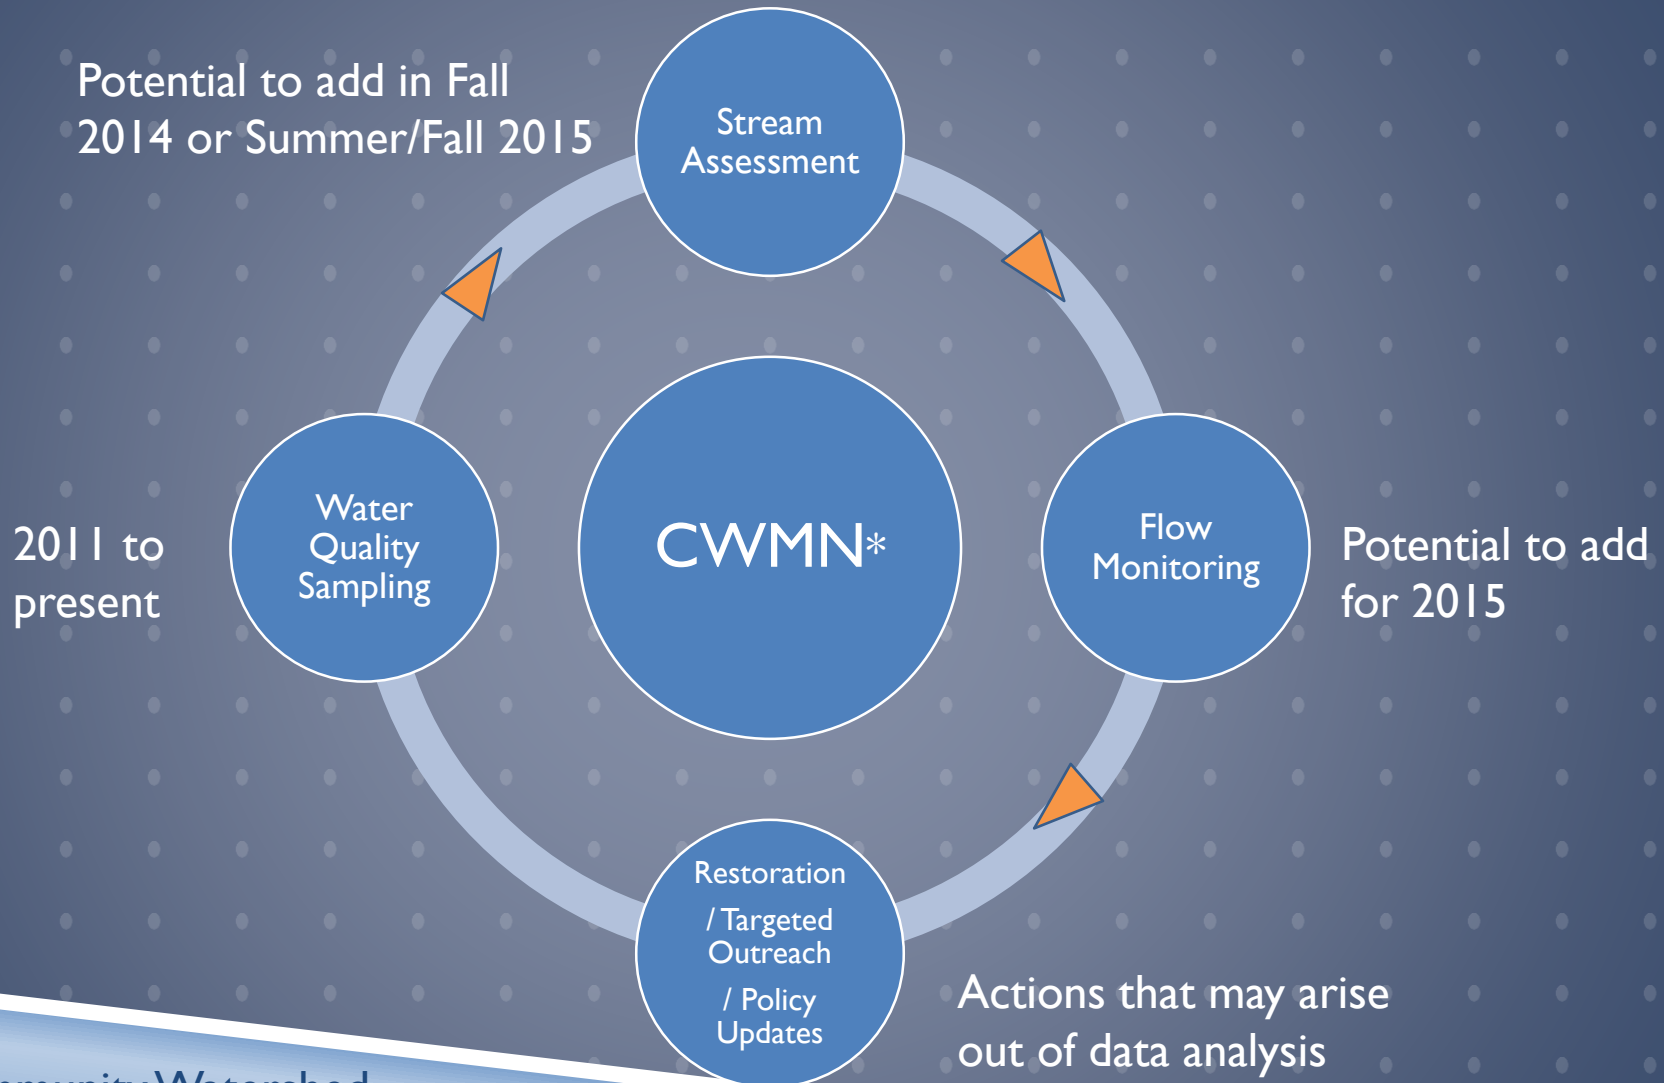 Potential to add in Fall
2014 or Summer/Fall 2015
Stream
Assessment
Water
Quality
Sampling
2011 to
present
CWMN*
Flow
Monitoring
Potential to add
for 2015
Restoration
/ Targeted
Outreach
/ Policy
Updates
Actions that may arise
out of data analysis
Watershed